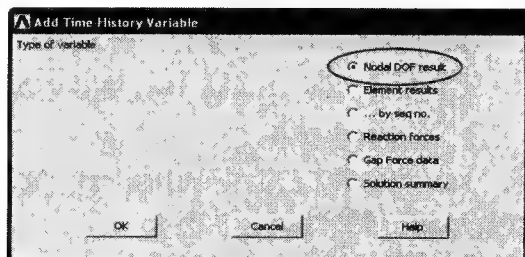 Add Time-History Variable
Type of variable
Nodal DOF result
Element results
... by seq no.
Reaction forces
Gap Force data
Solution summary
OK
Cancel
Help